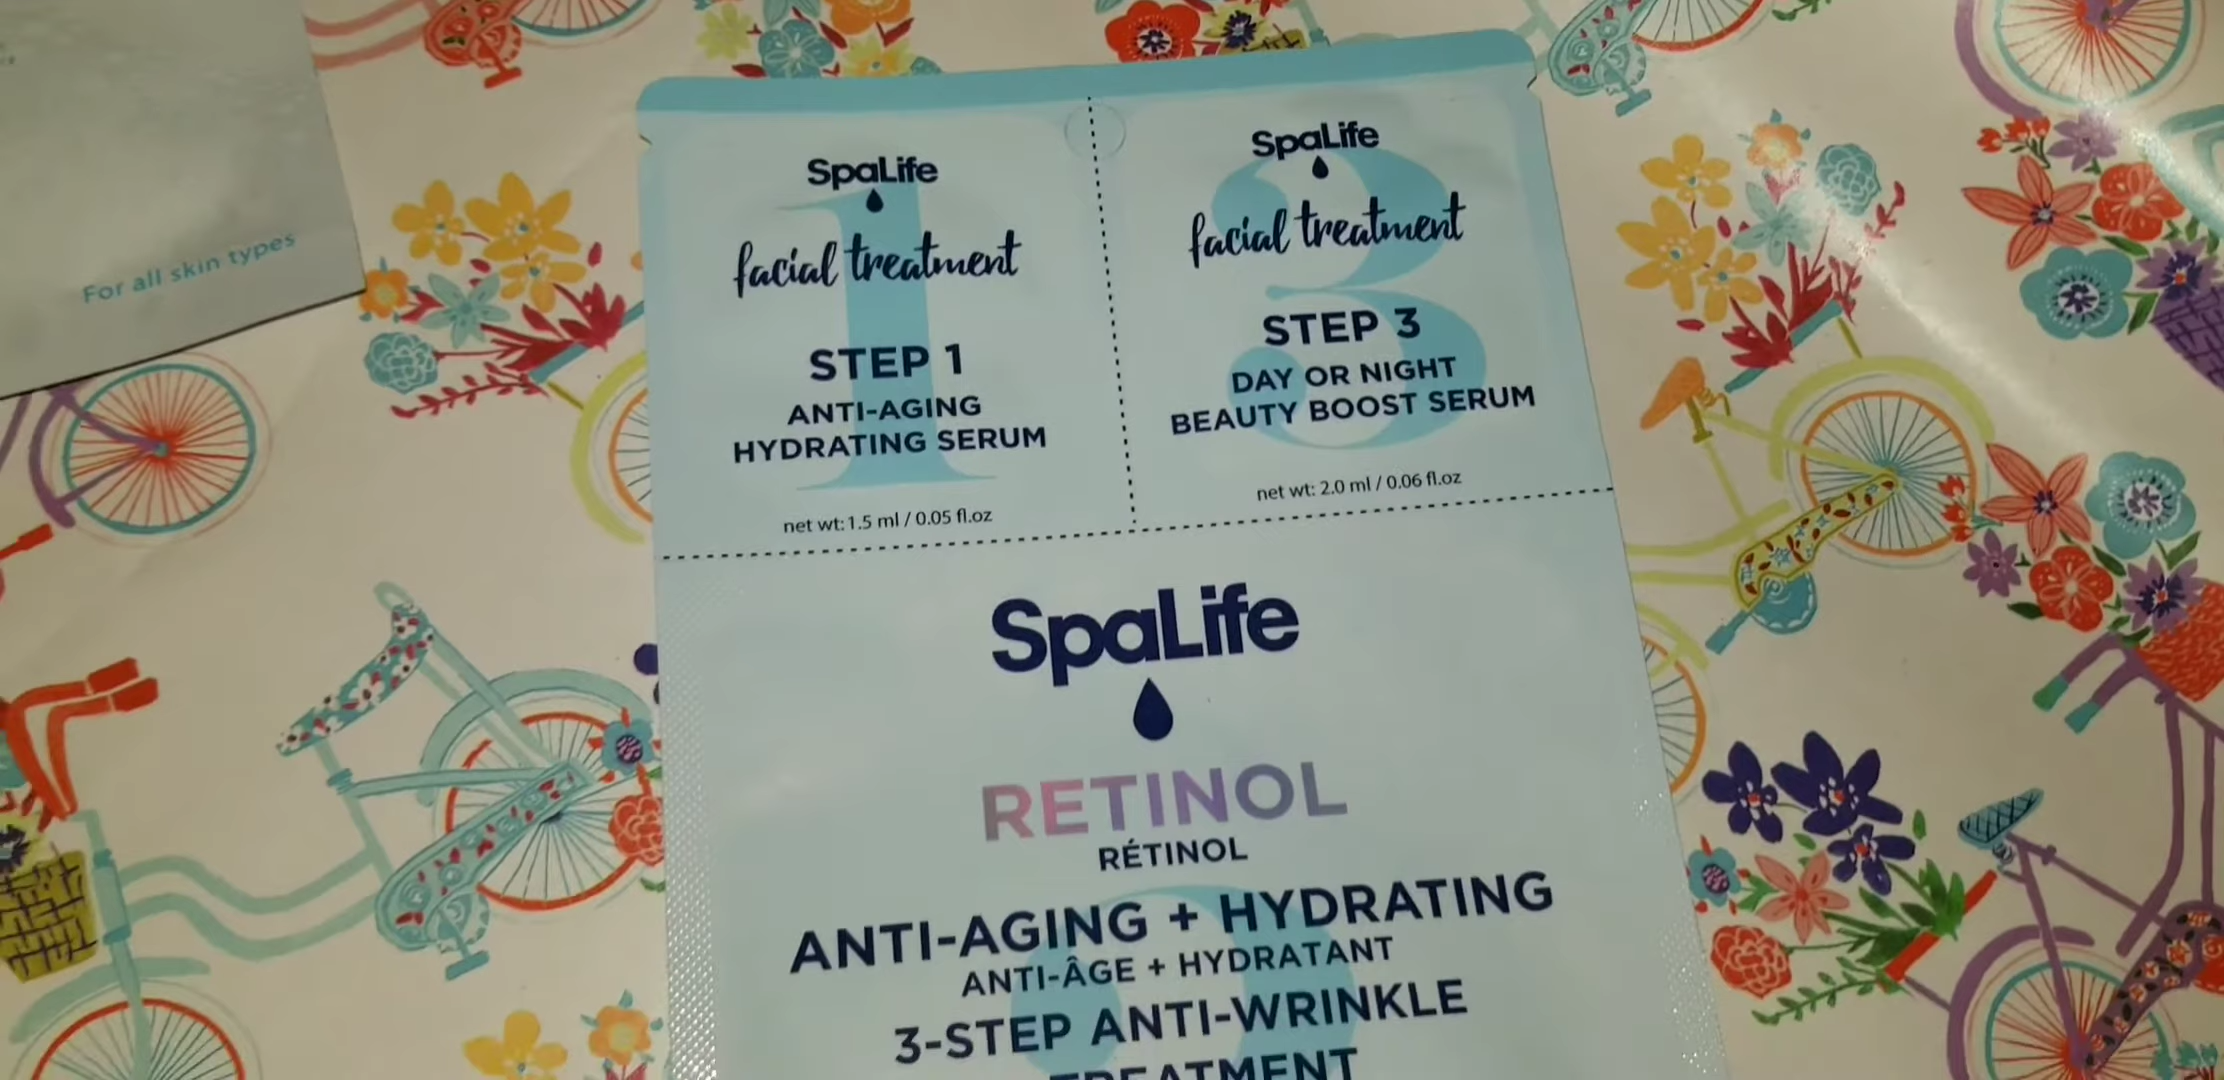 For all skin types
SpaLife
facial treatment
STEP 1
ANTI-AGING
HYDRATING SERUM
net wt: 1.5 ml / 0.05 fl.oz
SpaLife
facial treatment
STEP 3
DAY OR NIGHT
BEAUTY BOOST SERUM
net wt: 2.0 ml / 0.06 fl.oz
SpaLife
RETINOL
RÉTINOL
ANTI-AGING + HYDRATING
ANTI-ÂGE + HYDRATANT
3-STEP ANTI-WRINKLE
TREATMENT